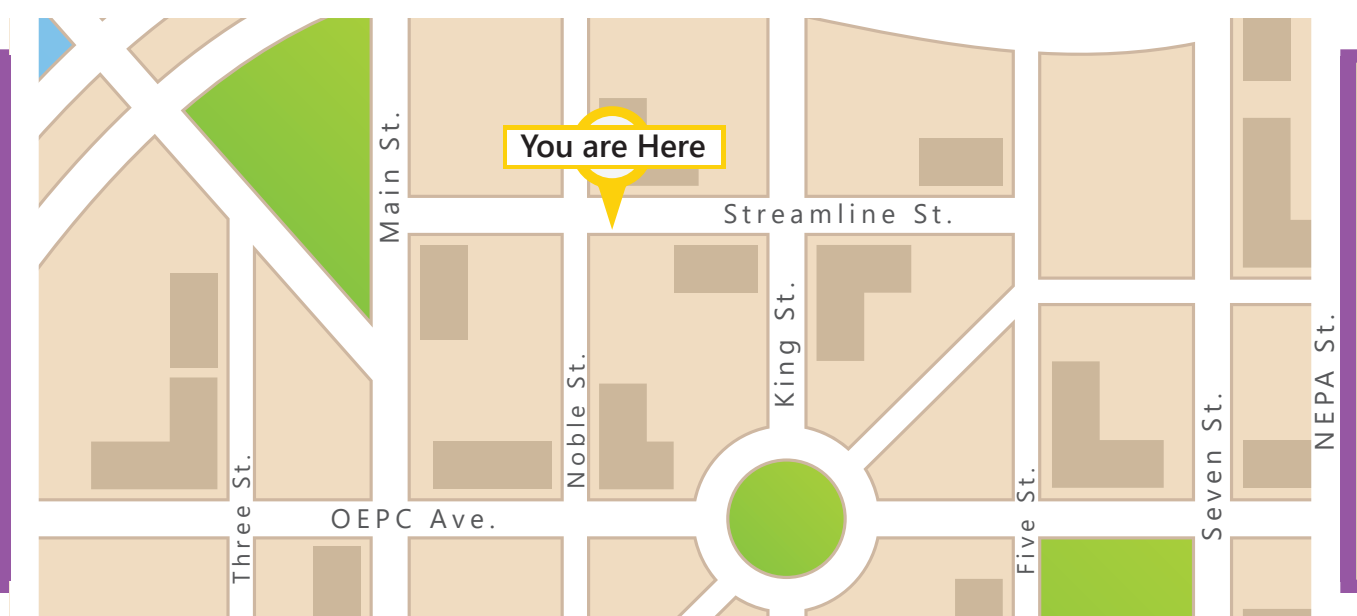 Main St.
You are Here
Streamline St.
King St.
Noble St.
NEPA St.
Seven St.
Three St.
OEPC Ave.
Five St.